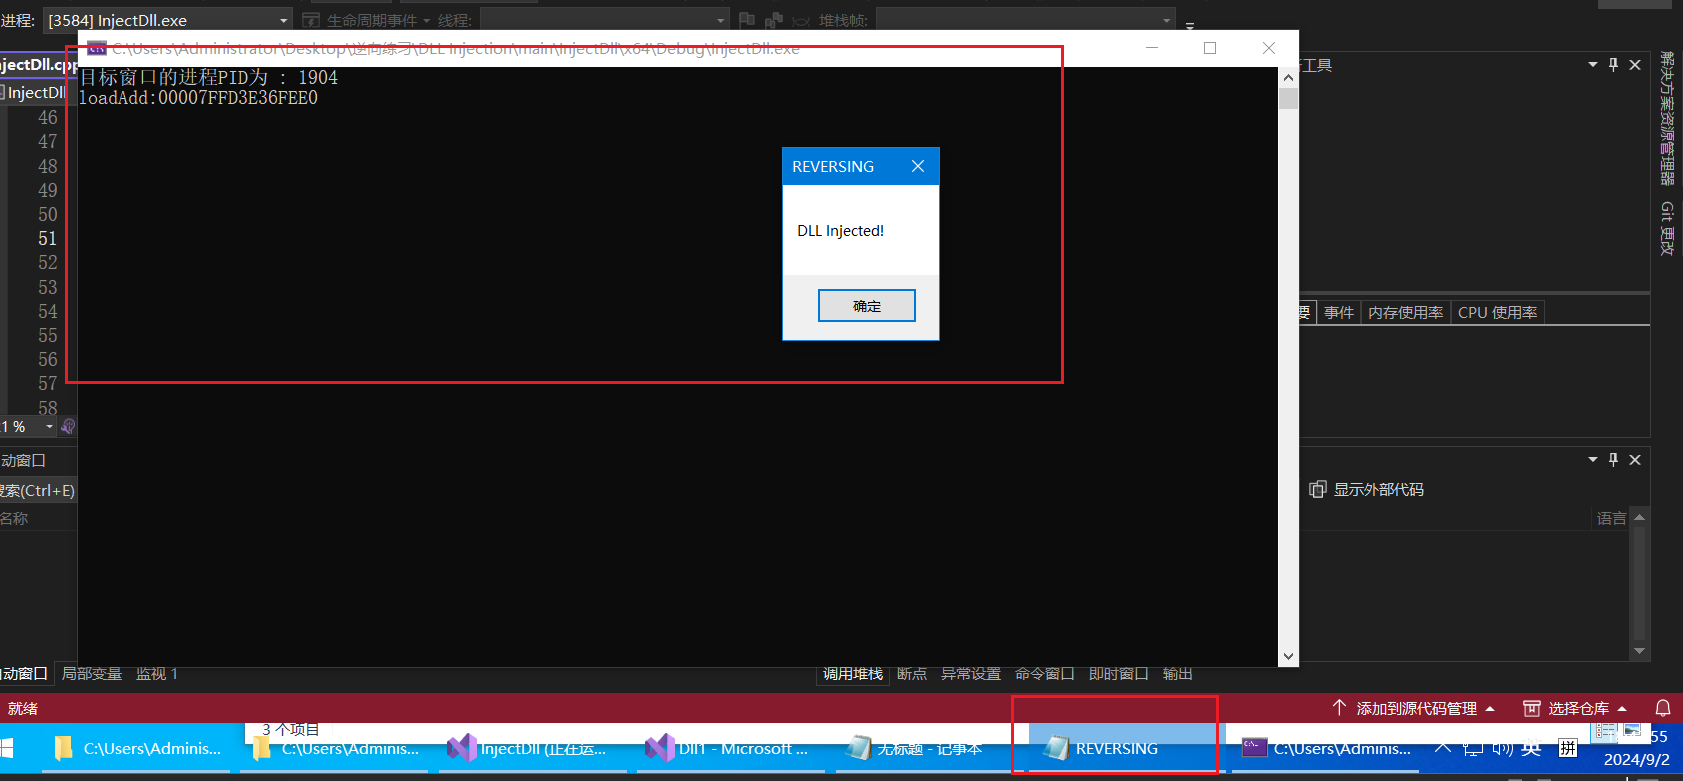 进程: [3584] InjectDll.exe 生命周期事件 线程: 堆栈帧:
C:\Users\Administrator\Desktop\逆向练习\DLL Injection\main\InjectDll\x64\Debug\InjectDll.exe
目标窗口的进程PID为 : 1904
loadAdd:00007FFD3E36FEE0
REVERSING
DLL Injected!
确定
njectDll.cpp
InjectDll
46
47
48
49
50
51
52
53
54
55
56
57
58
21 %
工具
解决方案资源管理器
Git 更改
要 事件 内存使用率 CPU 使用率
动窗口
搜索(Ctrl+E)
名称
显示外部代码
语言
自动窗口 局部变量 监视 1
调用堆栈 断点 异常设置 命令窗口 即时窗口 输出
就绪
添加到源代码管理 选择仓库
3 个项目
C:\Users\Adminis... C:\Users\Adminis... InjectDll (正在运... Dll1 - Microsoft ... 无标题 - 记事本 REVERSING C:\Users\Adminis... 英 拼
:55
2024/9/2